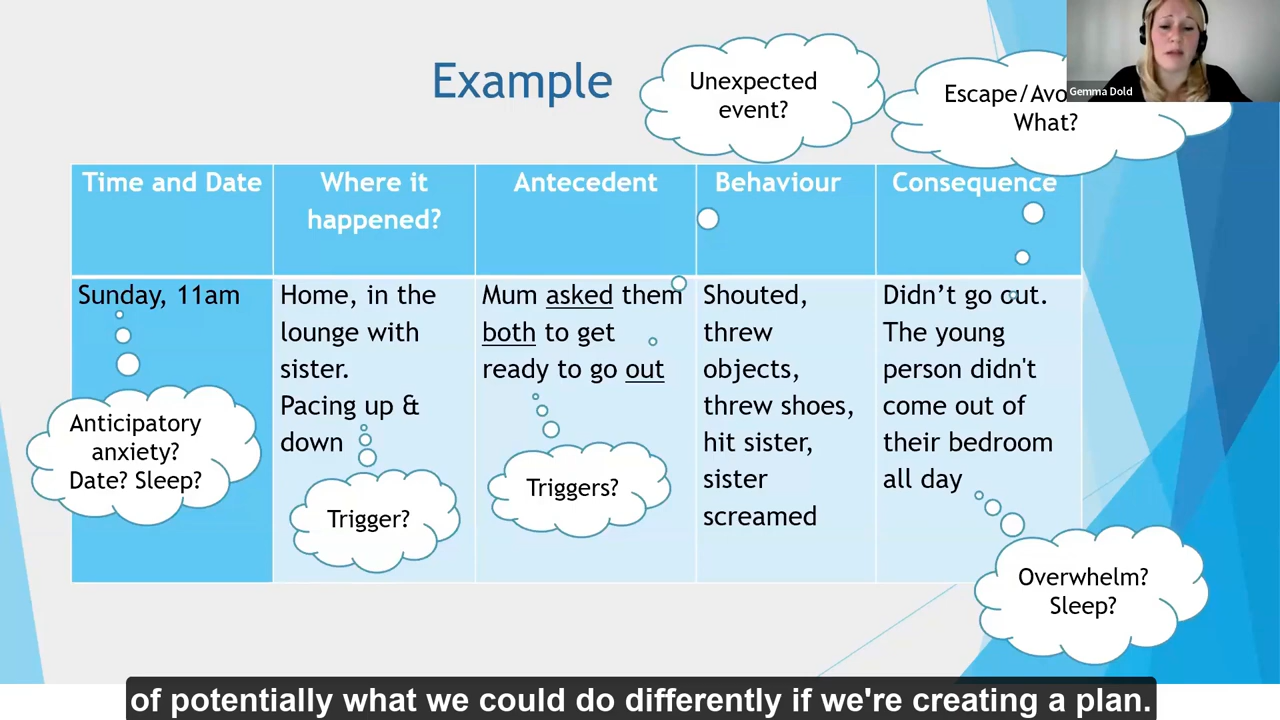 Example
Unexpected
event?
Escape/Avo
What?
Gemma Dold
Time and Date
Where it
happened?
Antecedent
Behaviour
Consequence
Sunday, 11am
Home, in the
lounge with
sister.
Pacing up &
down
Mum asked them
both to get
ready to go out
Shouted,
threw
objects,
threw shoes,
hit sister,
sister
screamed
Didn’t go out.
The young
person didn't
come out of
their bedroom
all day
Anticipatory
anxiety?
Date? Sleep?
Trigger?
Triggers?
Overwhelm?
Sleep?
of potentially what we could do differently if we're creating a plan.